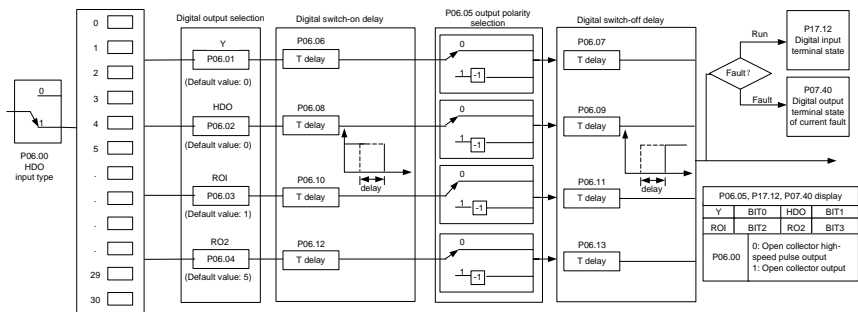 0
1
P06.00
HDO
input type
0
1
2
3
4
5
.
.
.
29
30
Digital output selection
Y
P06.01
(Default value: 0)
HDO
P06.02
(Default value: 0)
ROI
P06.03
(Default value: 1)
RO2
P06.04
(Default value: 5)
Digital switch-on delay
P06.06
T delay
P06.08
T delay
delay
P06.10
T delay
P06.12
T delay
P06.05 output polarity
selection
0
1
-1
0
1
-1
0
1
-1
0
1
-1
Digital switch-off delay
P06.07
T delay
P06.09
T delay
delay
P06.11
T delay
P06.13
T delay
Fault?
Run
Fault
P17.12
Digital input
terminal state
P07.40
Digital output
terminal state
of current fault
P06.05, P17.12, P07.40 display
Y BIT0 HDO BIT1
ROI BIT2 RO2 BIT3
P06.00
0: Open collector high-
speed pulse output
1: Open collector output